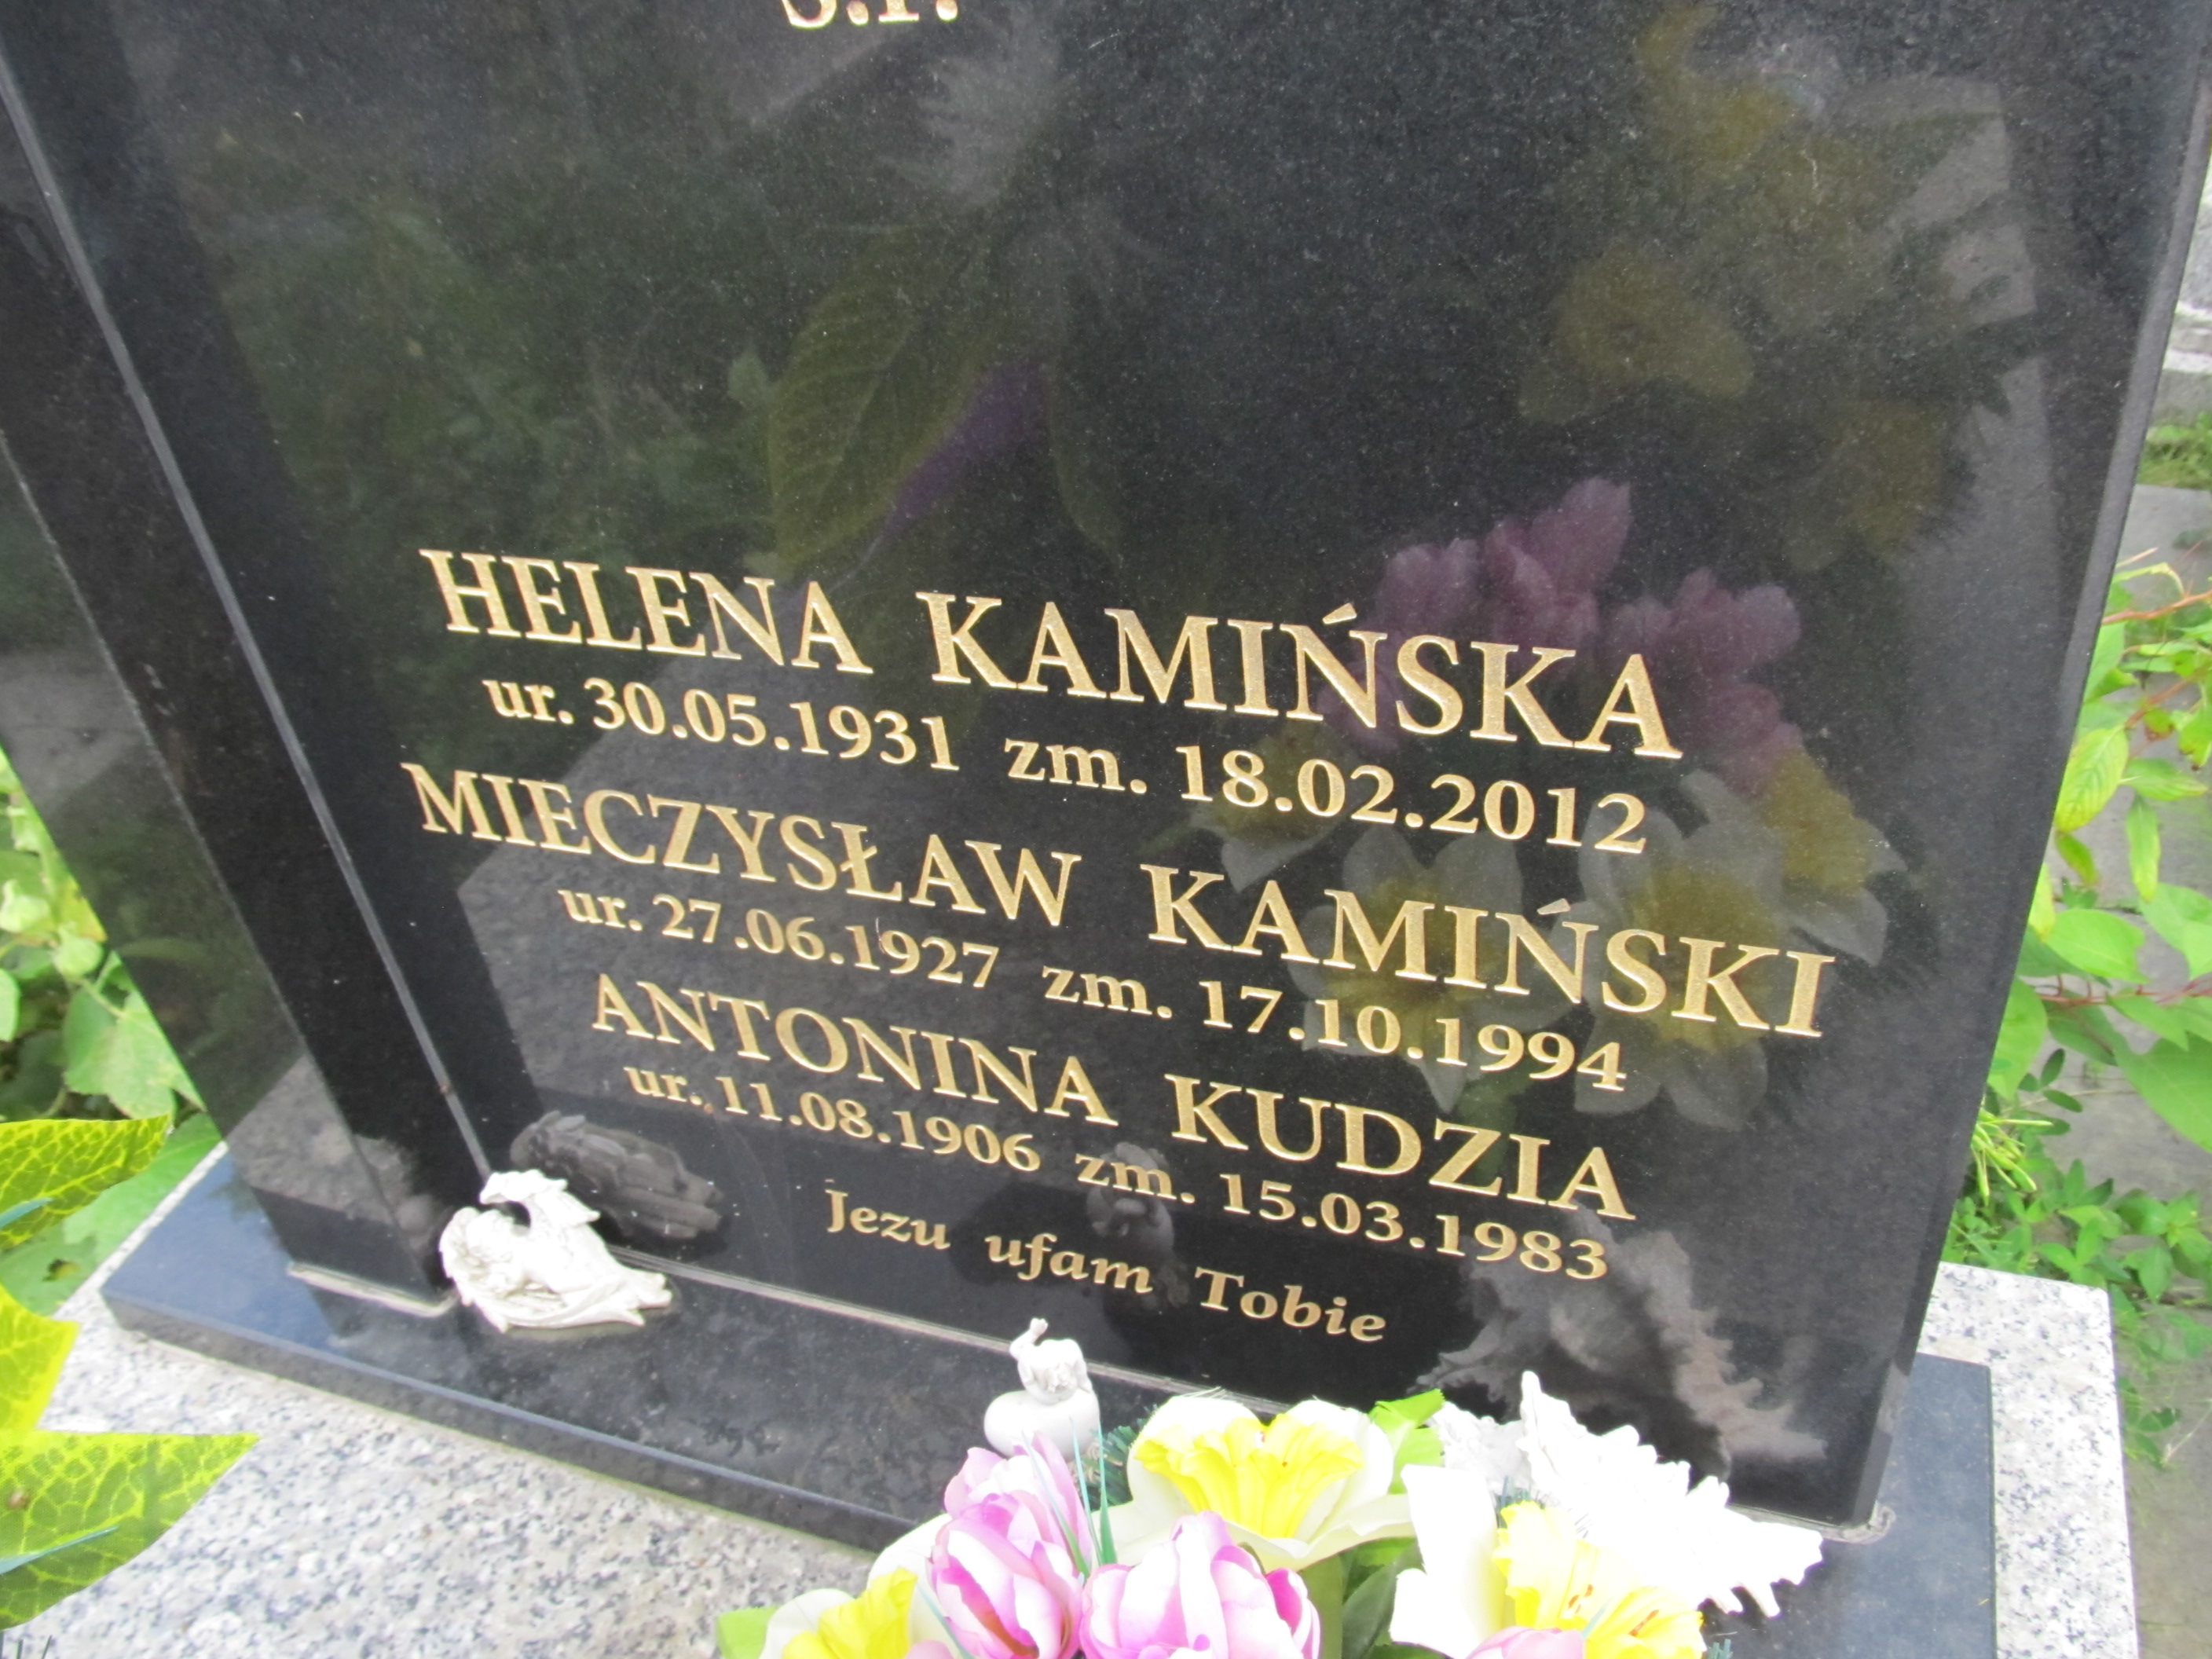 Ś.P.
HELENA KAMIŃSKA
ur. 30.05.1931 zm. 18.02.2012
MIECZYSŁAW KAMIŃSKI
ur. 27.06.1927 zm. 17.10.1994
ANTONINA KUDZIA
ur. 11.08.1906 zm. 15.03.1983
Jezu ufam Tobie